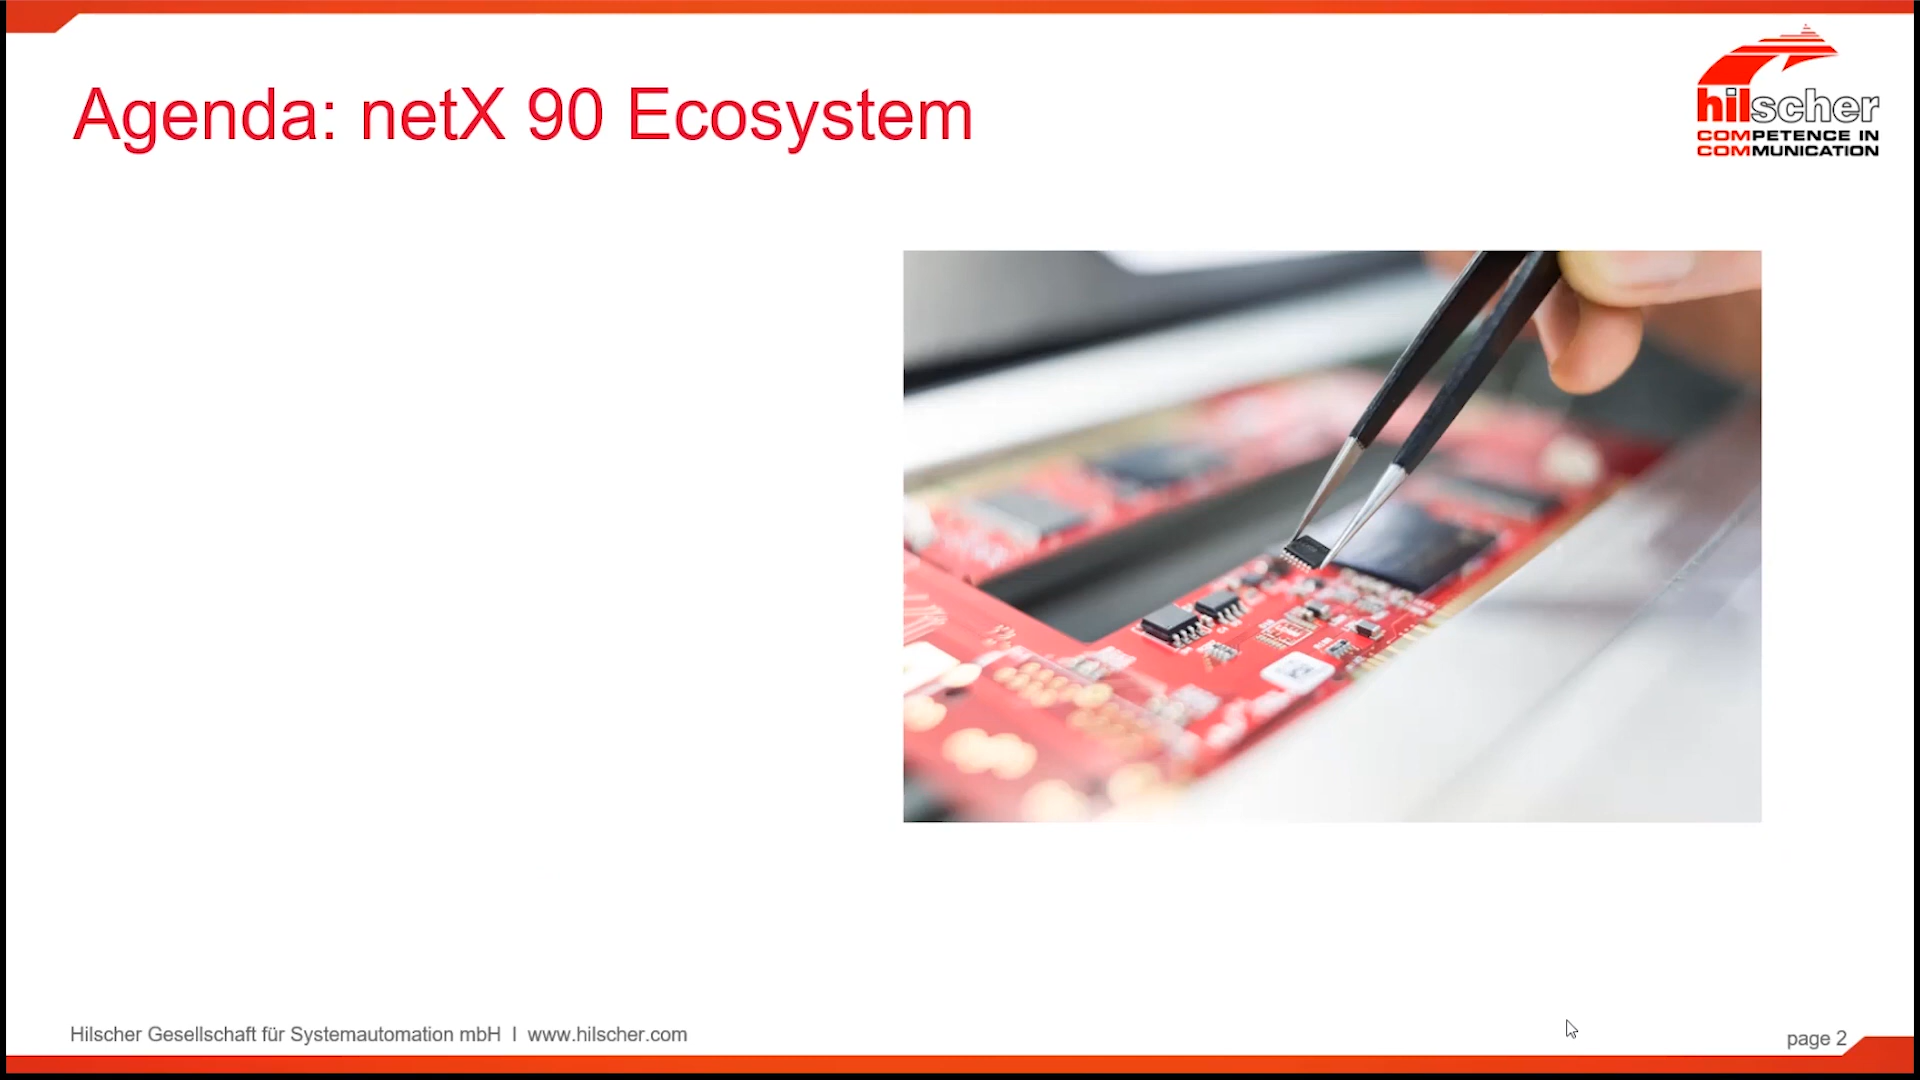 Agenda: netX 90 Ecosystem
hilscher
COMPETENCE IN
COMMUNICATION
Hilscher Gesellschaft für Systemautomation mbH I www.hilscher.com
page 2